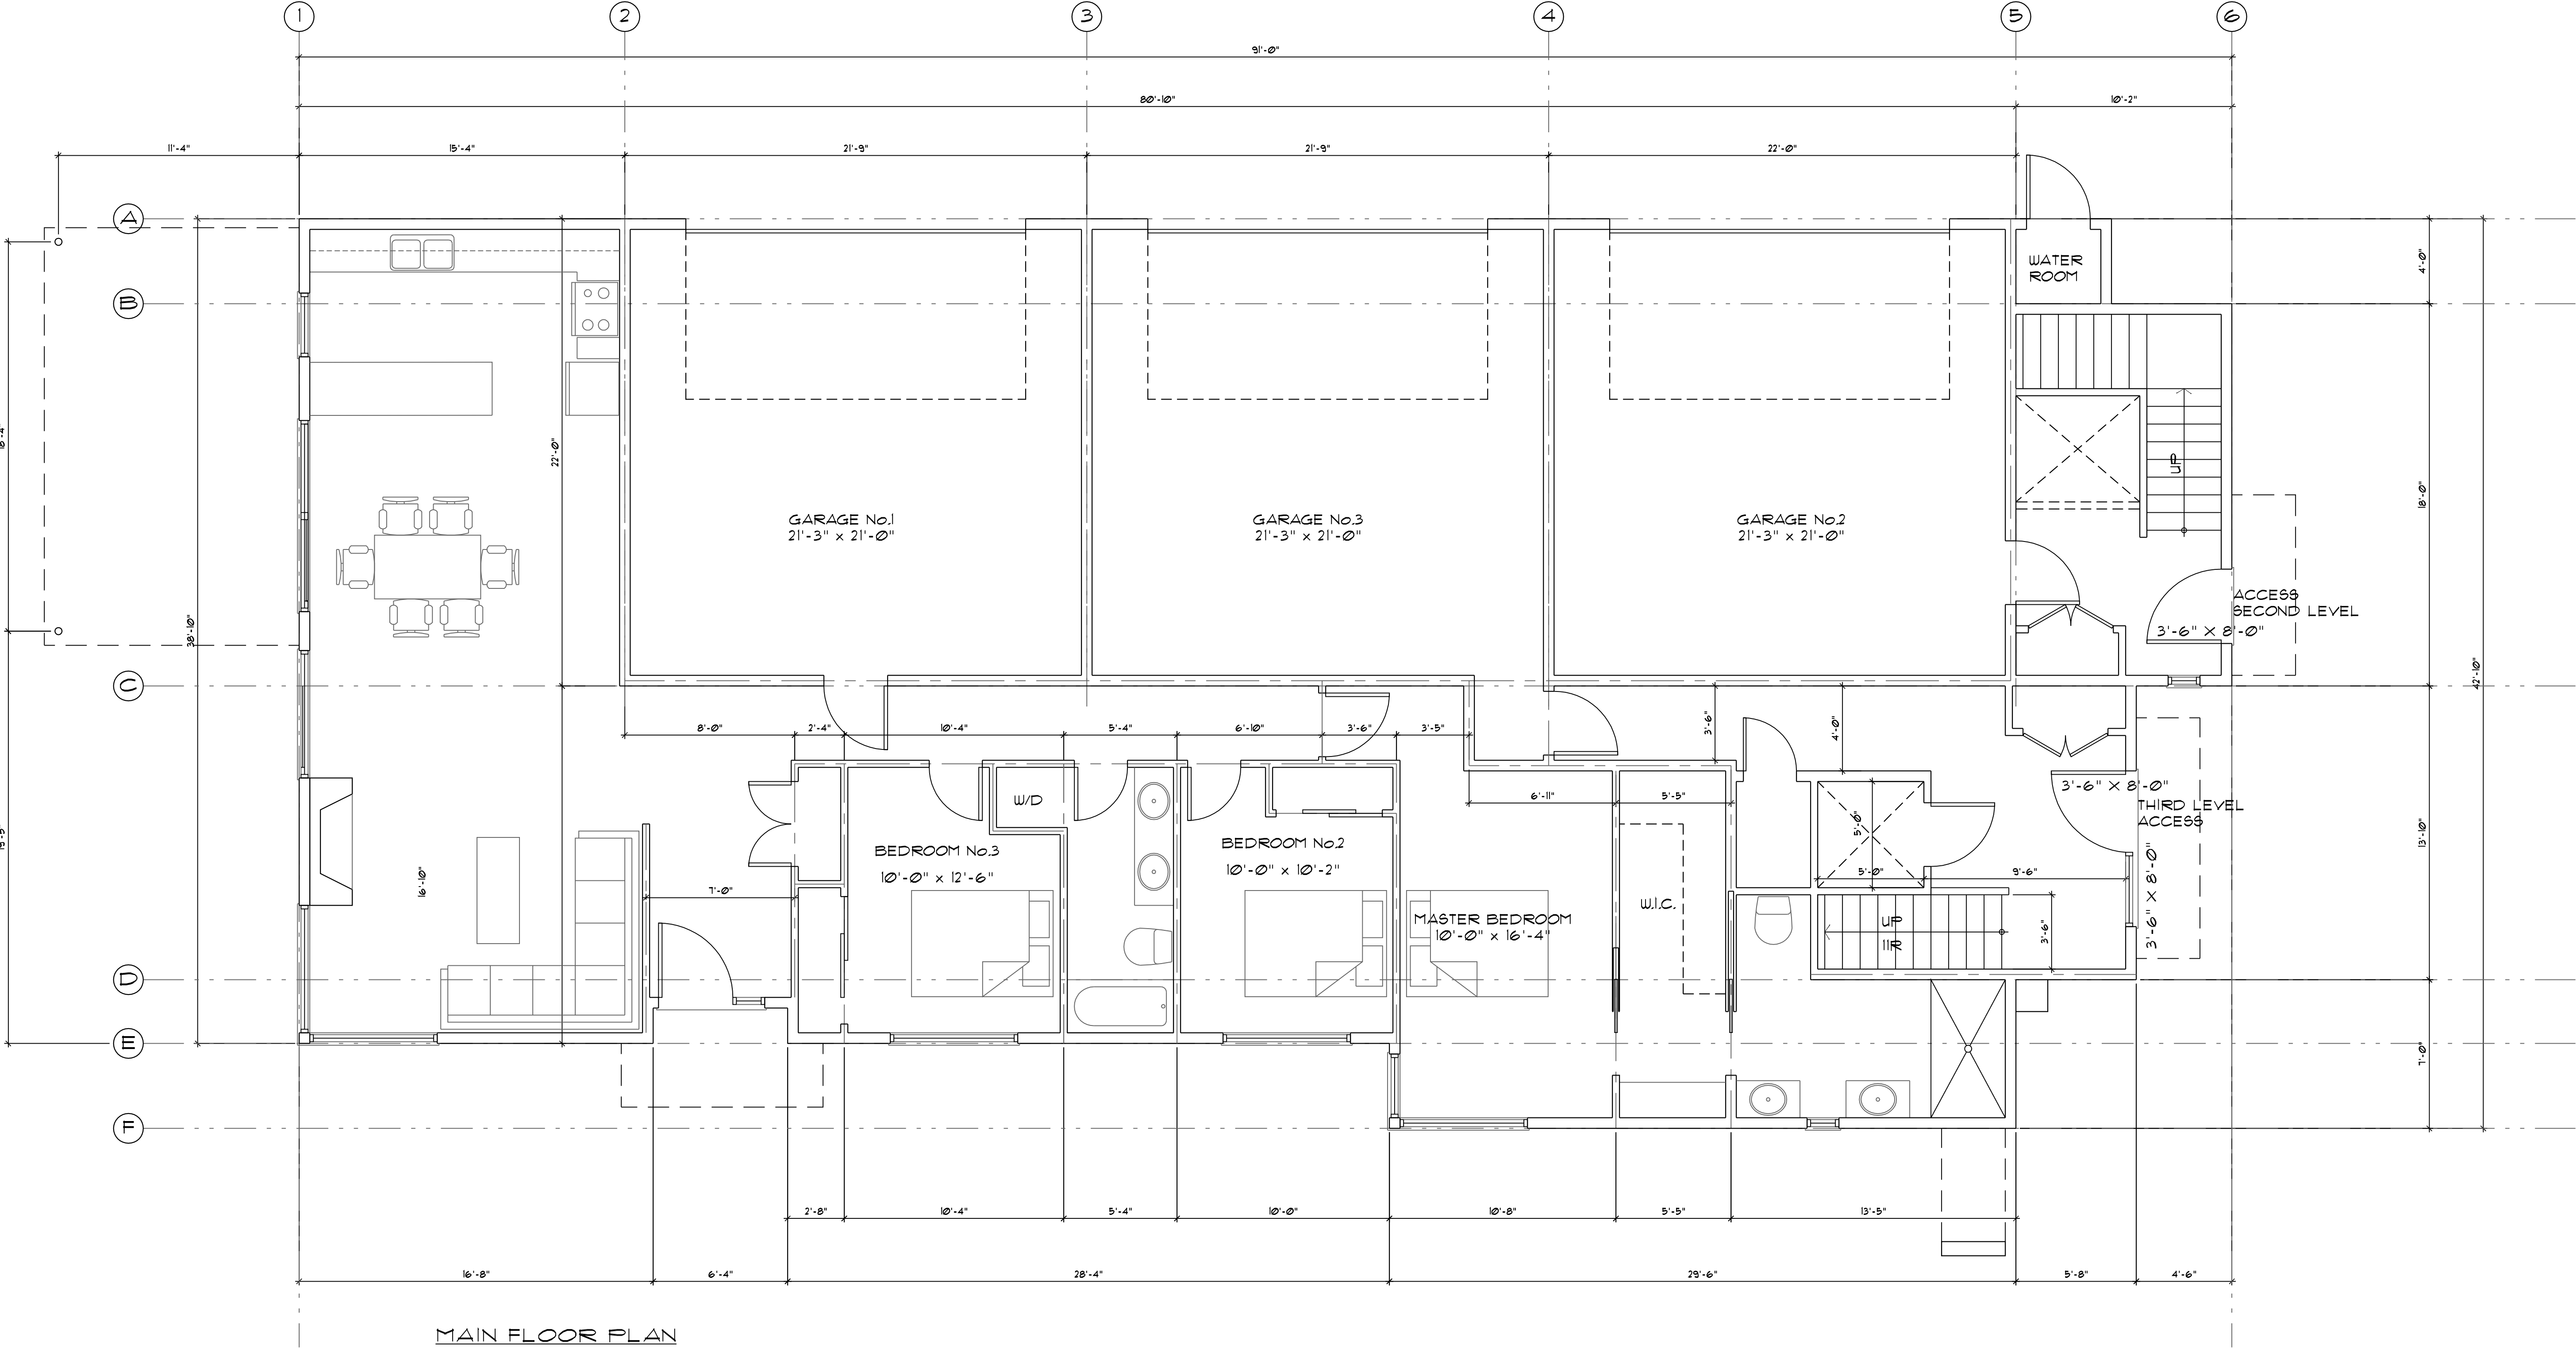 1 2 3 4 5 6
91'-0"
80'-10" 10'-2"
11'-4" 15'-4" 21'-9" 21'-9" 22'-0"
A
B
C
D
E
F
WATER
ROOM
4'-0"
18'-0"
42'-10"
13'-10"
7'-0"
38'-10"
22'-0"
16'-10"
GARAGE No.1
21'-3" x 21'-0"
GARAGE No.3
21'-3" x 21'-0"
GARAGE No.2
21'-3" x 21'-0"
UP
ACCESS
SECOND LEVEL
3'-6" X 8'-0"
8'-0" 2'-4" 10'-4" 5'-4" 6'-10" 3'-6" 3'-5"
3'-6"
4'-0"
6'-11" 5'-5"
3'-6" X 8'-0"
THIRD LEVEL
ACCESS
3'-6" X 8'-0"
W/D
BEDROOM No.3
10'-0" x 12'-6"
BEDROOM No.2
10'-0" x 10'-2"
MASTER BEDROOM
10'-0" x 16'-4"
W.I.C.
7'-0"
5'-0"
5'-0" 9'-6"
UP
11R
3'-6"
2'-8" 10'-4" 5'-4" 10'-0" 10'-8" 5'-5" 13'-5"
16'-8" 6'-4" 28'-4" 29'-6" 5'-8" 4'-6"
MAIN FLOOR PLAN